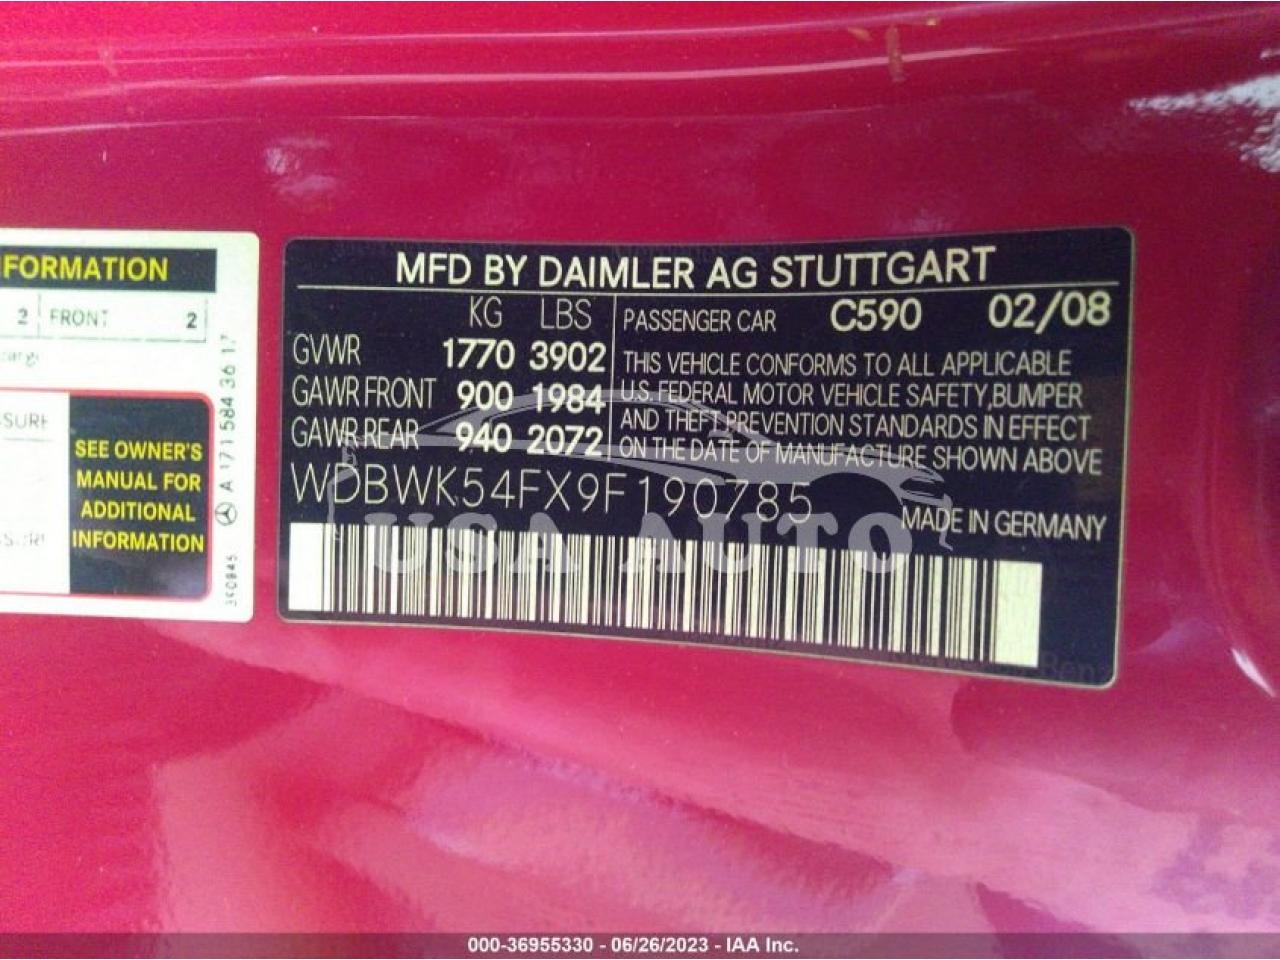 NFORMATION
2 FRONT 2
SSURE
SEE OWNER'S
MANUAL FOR
ADDITIONAL
INFORMATION
A 171 584 36 17
MFD BY DAIMLER AG STUTTGART
KG LBS PASSENGER CAR C590 02/08
GVWR 1770 3902
GAWR FRONT 900 1984
GAWR REAR 940 2072
THIS VEHICLE CONFORMS TO ALL APPLICABLE
U.S. FEDERAL MOTOR VEHICLE SAFETY,BUMPER
AND THEFT PREVENTION STANDARDS IN EFFECT
ON THE DATE OF MANUFACTURE SHOWN ABOVE
WDBWK54FX9F190785
MADE IN GERMANY
USA AUTO
000-36955330 - 06/26/2023 - IAA Inc.